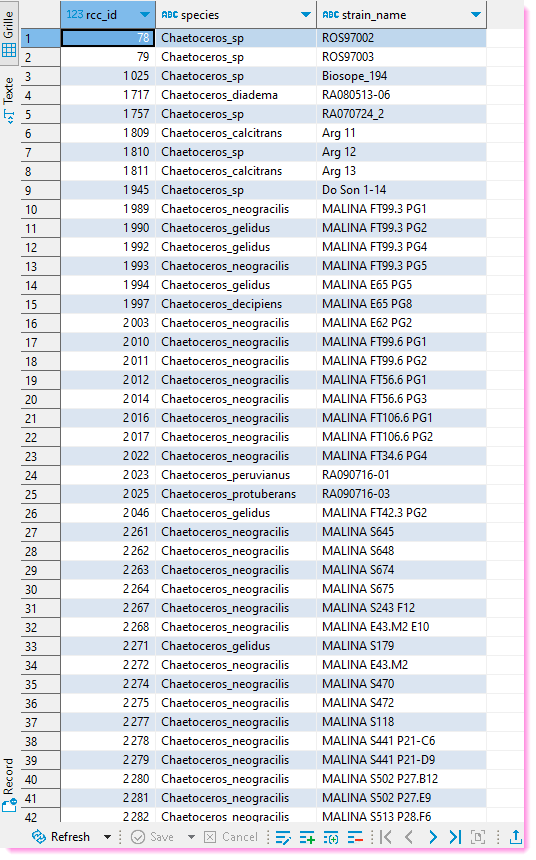 Grille
Texte
Record
123 rcc_id ABC species ABC strain_name
1 78 Chaetoceros_sp ROS97002
2 79 Chaetoceros_sp ROS97003
3 1 025 Chaetoceros_sp Biosope_194
4 1 717 Chaetoceros_diadema RA080513-06
5 1 757 Chaetoceros_sp RA070724_2
6 1 809 Chaetoceros_calcitrans Arg 11
7 1 810 Chaetoceros_sp Arg 12
8 1 811 Chaetoceros_calcitrans Arg 13
9 1 945 Chaetoceros_sp Do Son 1-14
10 1 989 Chaetoceros_neogracilis MALINA FT99.3 PG1
11 1 990 Chaetoceros_gelidus MALINA FT99.3 PG2
12 1 992 Chaetoceros_gelidus MALINA FT99.3 PG4
13 1 993 Chaetoceros_neogracilis MALINA FT99.3 PG5
14 1 994 Chaetoceros_gelidus MALINA E65 PG5
15 1 997 Chaetoceros_decipiens MALINA E65 PG8
16 2 003 Chaetoceros_neogracilis MALINA E62 PG2
17 2 010 Chaetoceros_neogracilis MALINA FT99.6 PG1
18 2 011 Chaetoceros_neogracilis MALINA FT99.6 PG2
19 2 012 Chaetoceros_neogracilis MALINA FT56.6 PG1
20 2 014 Chaetoceros_neogracilis MALINA FT56.6 PG3
21 2 016 Chaetoceros_neogracilis MALINA FT106.6 PG1
22 2 017 Chaetoceros_neogracilis MALINA FT106.6 PG2
23 2 022 Chaetoceros_neogracilis MALINA FT34.6 PG4
24 2 023 Chaetoceros_peruvianus RA090716-01
25 2 025 Chaetoceros_protuberans RA090716-03
26 2 046 Chaetoceros_gelidus MALINA FT42.3 PG2
27 2 261 Chaetoceros_neogracilis MALINA S645
28 2 262 Chaetoceros_neogracilis MALINA S648
29 2 263 Chaetoceros_neogracilis MALINA S674
30 2 264 Chaetoceros_neogracilis MALINA S675
31 2 267 Chaetoceros_neogracilis MALINA S243 F12
32 2 268 Chaetoceros_neogracilis MALINA E43.M2 E10
33 2 271 Chaetoceros_gelidus MALINA S179
34 2 272 Chaetoceros_neogracilis MALINA E43.M2
35 2 274 Chaetoceros_neogracilis MALINA S470
36 2 275 Chaetoceros_neogracilis MALINA S472
37 2 277 Chaetoceros_neogracilis MALINA S118
38 2 278 Chaetoceros_neogracilis MALINA S441 P21-C6
39 2 279 Chaetoceros_neogracilis MALINA S441 P21-D9
40 2 280 Chaetoceros_neogracilis MALINA S502 P27.B12
41 2 281 Chaetoceros_neogracilis MALINA S502 P27.E9
42 2 282 Chaetoceros_neogracilis MALINA S513 P28.F6
Refresh Save Cancel